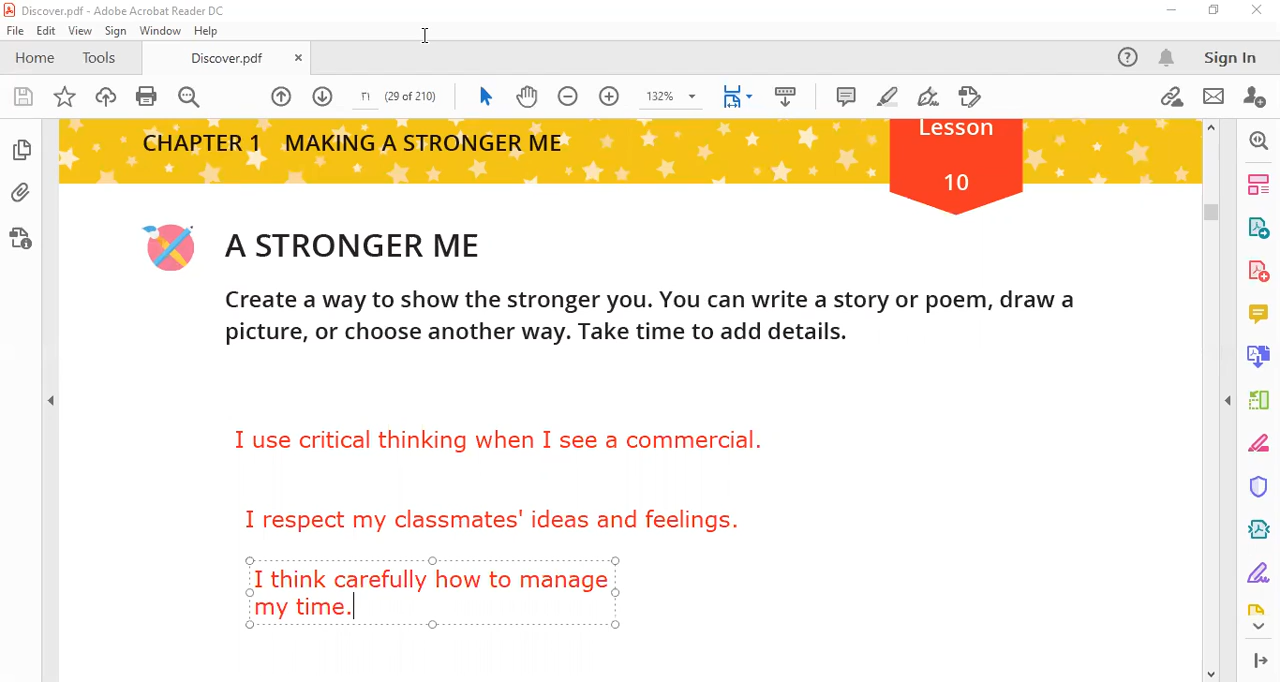 Discover.pdf - Adobe Acrobat Reader DC
File Edit View Sign Window Help
Home Tools Discover.pdf × Sign In
٢١ (29 of 210) 132%
CHAPTER 1 MAKING A STRONGER ME
Lesson
10
A STRONGER ME
Create a way to show the stronger you. You can write a story or poem, draw a
picture, or choose another way. Take time to add details.
I use critical thinking when I see a commercial.
I respect my classmates' ideas and feelings.
I think carefully how to manage
my time.